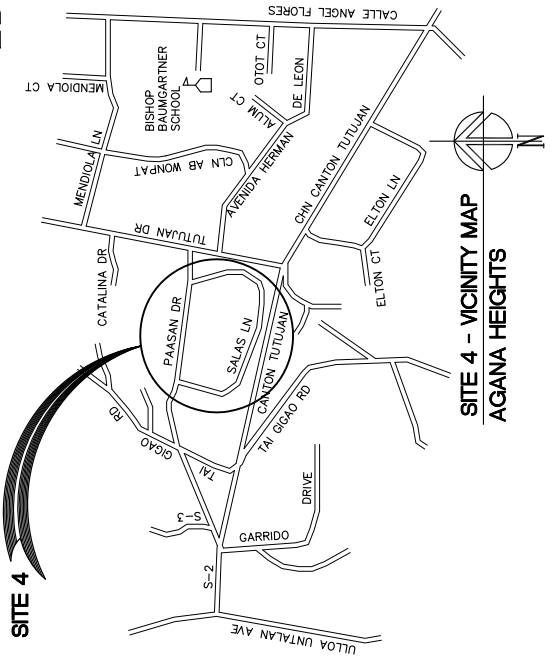 CALLE ANGEL FLORES
MENDIOLA CT
BISHOP
BAUMGARTNER
SCHOOL
OTOT CT
DE LEON
ALUM CT
MENDIOLA LN
CLN AB WONPAT
AVENIDA HERMAN
CHN CANTON TUTUJAN
ELTON LN
ELTON CT
TUTUJAN DR
CATALINA DR
PAASAN DR
SALAS LN
CANTON TUTUJAN
TAI GIGAO RD
TAI
GIGAO
RD
S-3
GARRIDO
DRIVE
S-2
ULLOA UNTALAN AVE
SITE 4
N
SITE 4 - VICINITY MAP
AGANA HEIGHTS